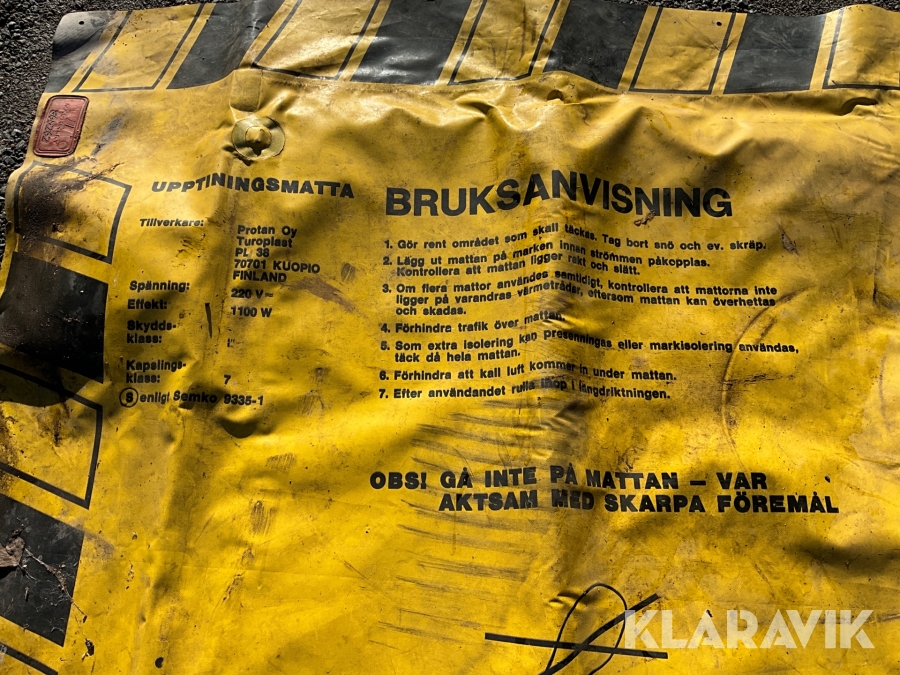 UPPTININGSMATTA
Tillverkare: Protan Oy
Turoplast
PL 38
70701 KUOPIO
FINLAND
Spänning: 220 V~
Effekt: 1100 W
Skydds-
klass: I
Kapslings-
klass: 7
S enligt Semko 9335-1
BRUKSANVISNING
1. Gör rent området som skall täckas. Tag bort snö och ev. skräp.
2. Lägg ut mattan på marken innan strömmen påkopplas.
Kontrollera att mattan ligger rakt och slätt.
3. Om flera mattor användes samtidigt, kontrollera att mattorna inte
ligger på varandras värmetrådar, eftersom mattan kan överhettas
och skadas.
4. Förhindra trafik över mattan.
5. Som extra isolering kan presenningas eller markisolering användas,
täck då hela mattan.
6. Förhindra att kall luft kommer in under mattan.
7. Efter användandet rulla ihop i längdriktningen.
OBS! GÅ INTE PÅ MATTAN – VAR
AKTSAM MED SKARPA FÖREMÅL
KLARAVIK